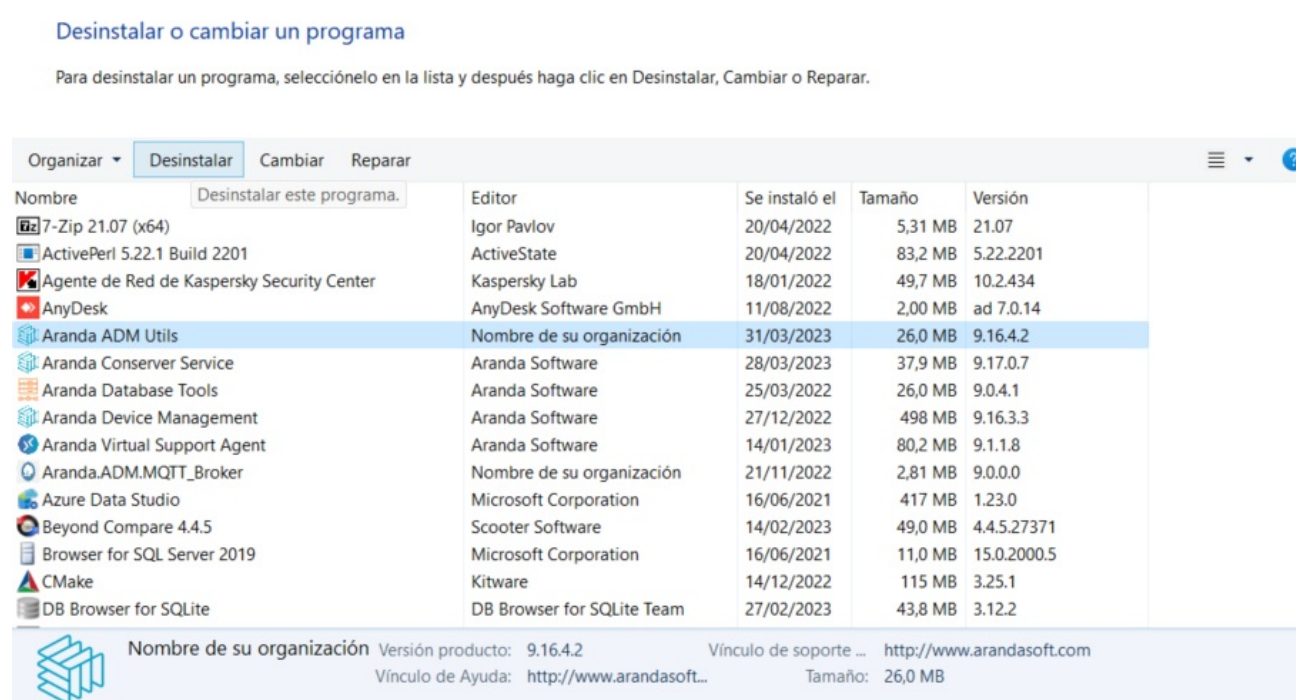 Desinstalar o cambiar un programa
Para desinstalar un programa, selecciónelo en la lista y después haga clic en Desinstalar, Cambiar o Reparar.
Organizar Desinstalar Cambiar Reparar
Nombre Desinstalar este programa. Editor Se instaló el Tamaño Versión
7-Zip 21.07 (x64) Igor Pavlov 20/04/2022 5,31 MB 21.07
ActivePerl 5.22.1 Build 2201 ActiveState 20/04/2022 83,2 MB 5.22.2201
Agente de Red de Kaspersky Security Center Kaspersky Lab 18/01/2022 49,7 MB 10.2.434
AnyDesk AnyDesk Software GmbH 11/08/2022 2,00 MB ad 7.0.14
Aranda ADM Utils Nombre de su organización 31/03/2023 26,0 MB 9.16.4.2
Aranda Conserver Service Aranda Software 28/03/2023 37,9 MB 9.17.0.7
Aranda Database Tools Aranda Software 25/03/2022 26,0 MB 9.0.4.1
Aranda Device Management Aranda Software 27/12/2022 498 MB 9.16.3.3
Aranda Virtual Support Agent Aranda Software 14/01/2023 80,2 MB 9.1.1.8
Aranda.ADM.MQTT_Broker Nombre de su organización 21/11/2022 2,81 MB 9.0.0.0
Azure Data Studio Microsoft Corporation 16/06/2021 417 MB 1.23.0
Beyond Compare 4.4.5 Scooter Software 14/02/2023 49,0 MB 4.4.5.27371
Browser for SQL Server 2019 Microsoft Corporation 16/06/2021 11,0 MB 15.0.2000.5
CMake Kitware 14/12/2022 115 MB 3.25.1
DB Browser for SQLite DB Browser for SQLite Team 27/02/2023 43,8 MB 3.12.2
Nombre de su organización Versión producto: 9.16.4.2 Vínculo de soporte ... http://www.arandasoft.com
Vínculo de Ayuda: http://www.arandasoft... Tamaño: 26,0 MB